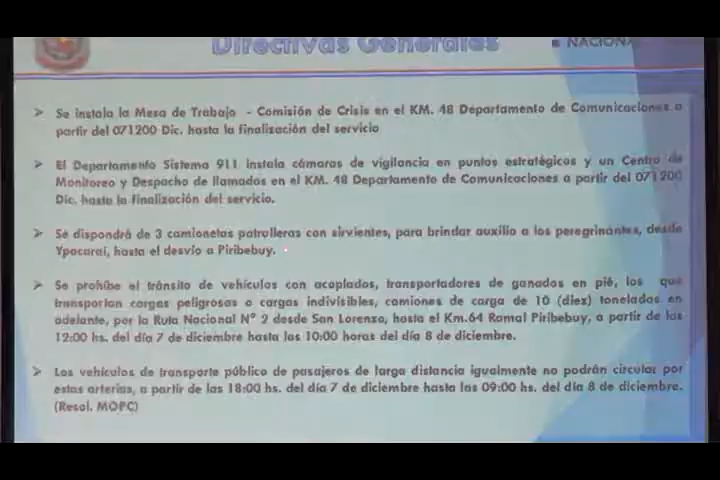 Directivas Generales
NACIONAL
➢ Se instala la Mesa de Trabajo - Comisión de Crisis en el KM. 48 Departamento de Comunicaciones a
partir del 071200 Dic. hasta la finalización del servicio
➢ El Departamento Sistema 911 instala cámaras de vigilancia en puntos estratégicos y un Centro de
Monitoreo y Despacho de llamadas en el KM. 48 Departamento de Comunicaciones a partir del 071200
Dic. hasta la finalización del servicio.
➢ Se dispondrá de 3 camionetas patrulleras con sirvientes, para brindar auxilio a los peregrinantes, desde
Ypacarai, hasta el desvío a Piribebuy.
➢ Se prohíbe el tránsito de vehículos con acoplados, transportadores de ganados en pié, los que
transportan cargas peligrosas o cargas indivisibles, camiones de carga de 10 (diez) toneladas en
adelante, por la Ruta Nacional N° 2 desde San Lorenzo, hasta el Km.64 Ramal Piribebuy, a partir de las
12:00 hs. del día 7 de diciembre hasta las 10:00 horas del día 8 de diciembre.
➢ Los vehículos de transporte público de pasajeros de larga distancia igualmente no podrán circular por
estas arterias, a partir de las 18:00 hs. del día 7 de diciembre hasta las 09:00 hs. del día 8 de diciembre.
(Resol. MOPC)